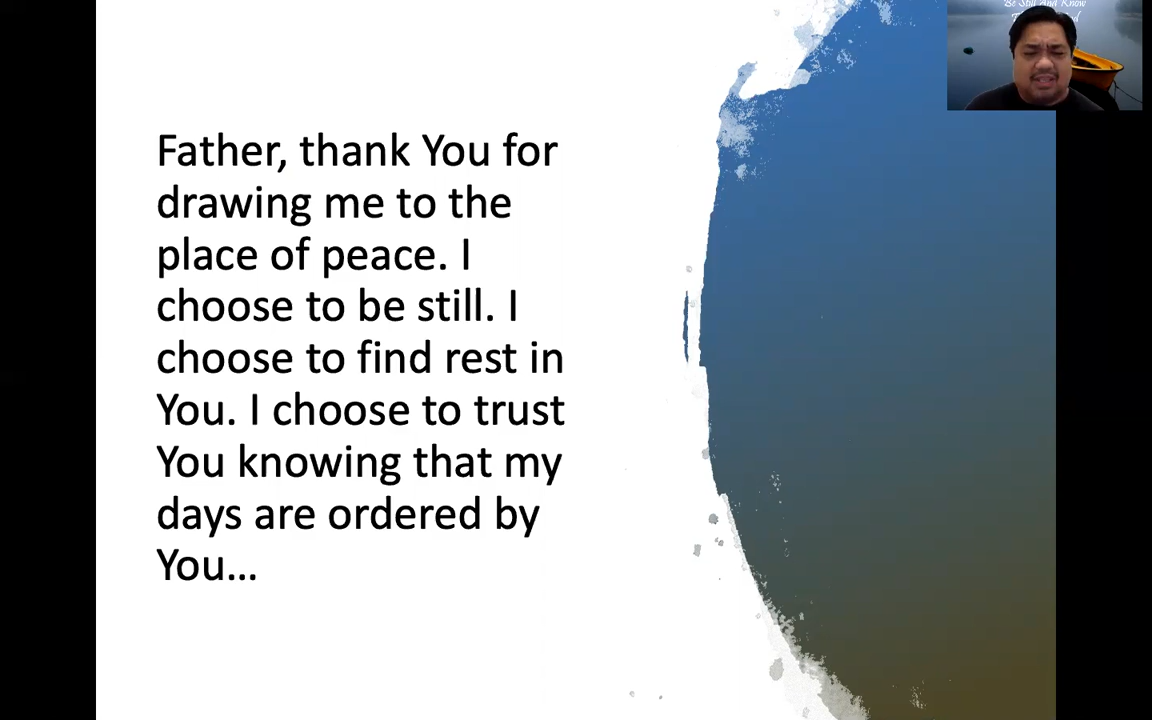 Be Still And Know
Father, thank You for
drawing me to the
place of peace. I
choose to be still. I
choose to find rest in
You. I choose to trust
You knowing that my
days are ordered by
You...